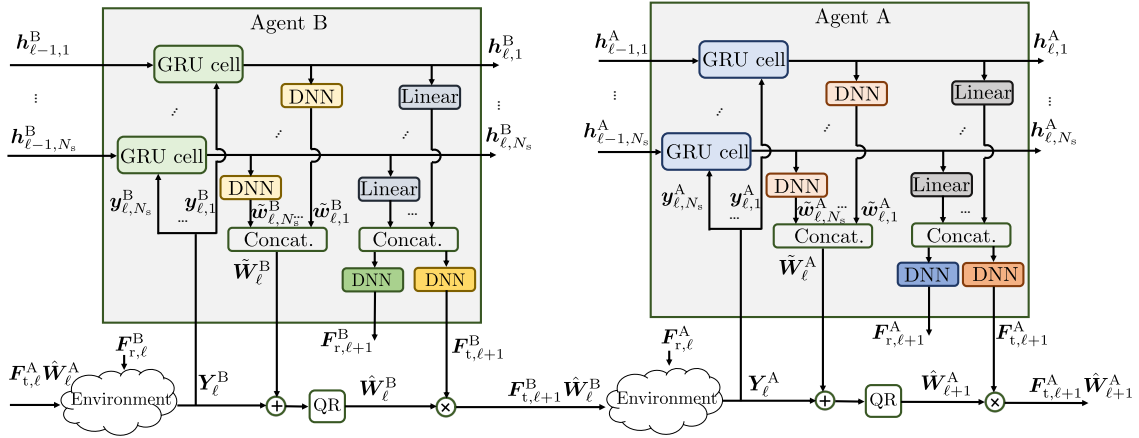 Agent B
h^B_{ℓ−1,1}
GRU cell
h^B_{ℓ,1}
DNN
Linear
...
...
...
...
h^B_{ℓ−1,N_s}
GRU cell
h^B_{ℓ,N_s}
DNN
Linear
y^B_{ℓ,N_s}
...
y^B_{ℓ,1}
w̃^B_{ℓ,N_s}
...
w̃^B_{ℓ,1}
...
Concat.
Concat.
W̃^B_ℓ
DNN
DNN
F^B_{r,ℓ+1}
F^B_{t,ℓ+1}
F^B_{r,ℓ}
F^A_{t,ℓ}Ŵ^A_ℓ
Environment
Y^B_ℓ
+
QR
Ŵ^B_ℓ
×
F^B_{t,ℓ+1}Ŵ^B_ℓ
Agent A
h^A_{ℓ−1,1}
GRU cell
h^A_{ℓ,1}
DNN
Linear
...
...
...
...
h^A_{ℓ−1,N_s}
GRU cell
h^A_{ℓ,N_s}
DNN
Linear
y^A_{ℓ,N_s}
...
y^A_{ℓ,1}
w̃^A_{ℓ,N_s}
...
w̃^A_{ℓ,1}
...
Concat.
Concat.
W̃^A_ℓ
DNN
DNN
F^A_{r,ℓ+1}
F^A_{t,ℓ+1}
F^A_{r,ℓ}
Environment
Y^A_ℓ
+
QR
Ŵ^A_{ℓ+1}
×
F^A_{t,ℓ+1}Ŵ^A_{ℓ+1}